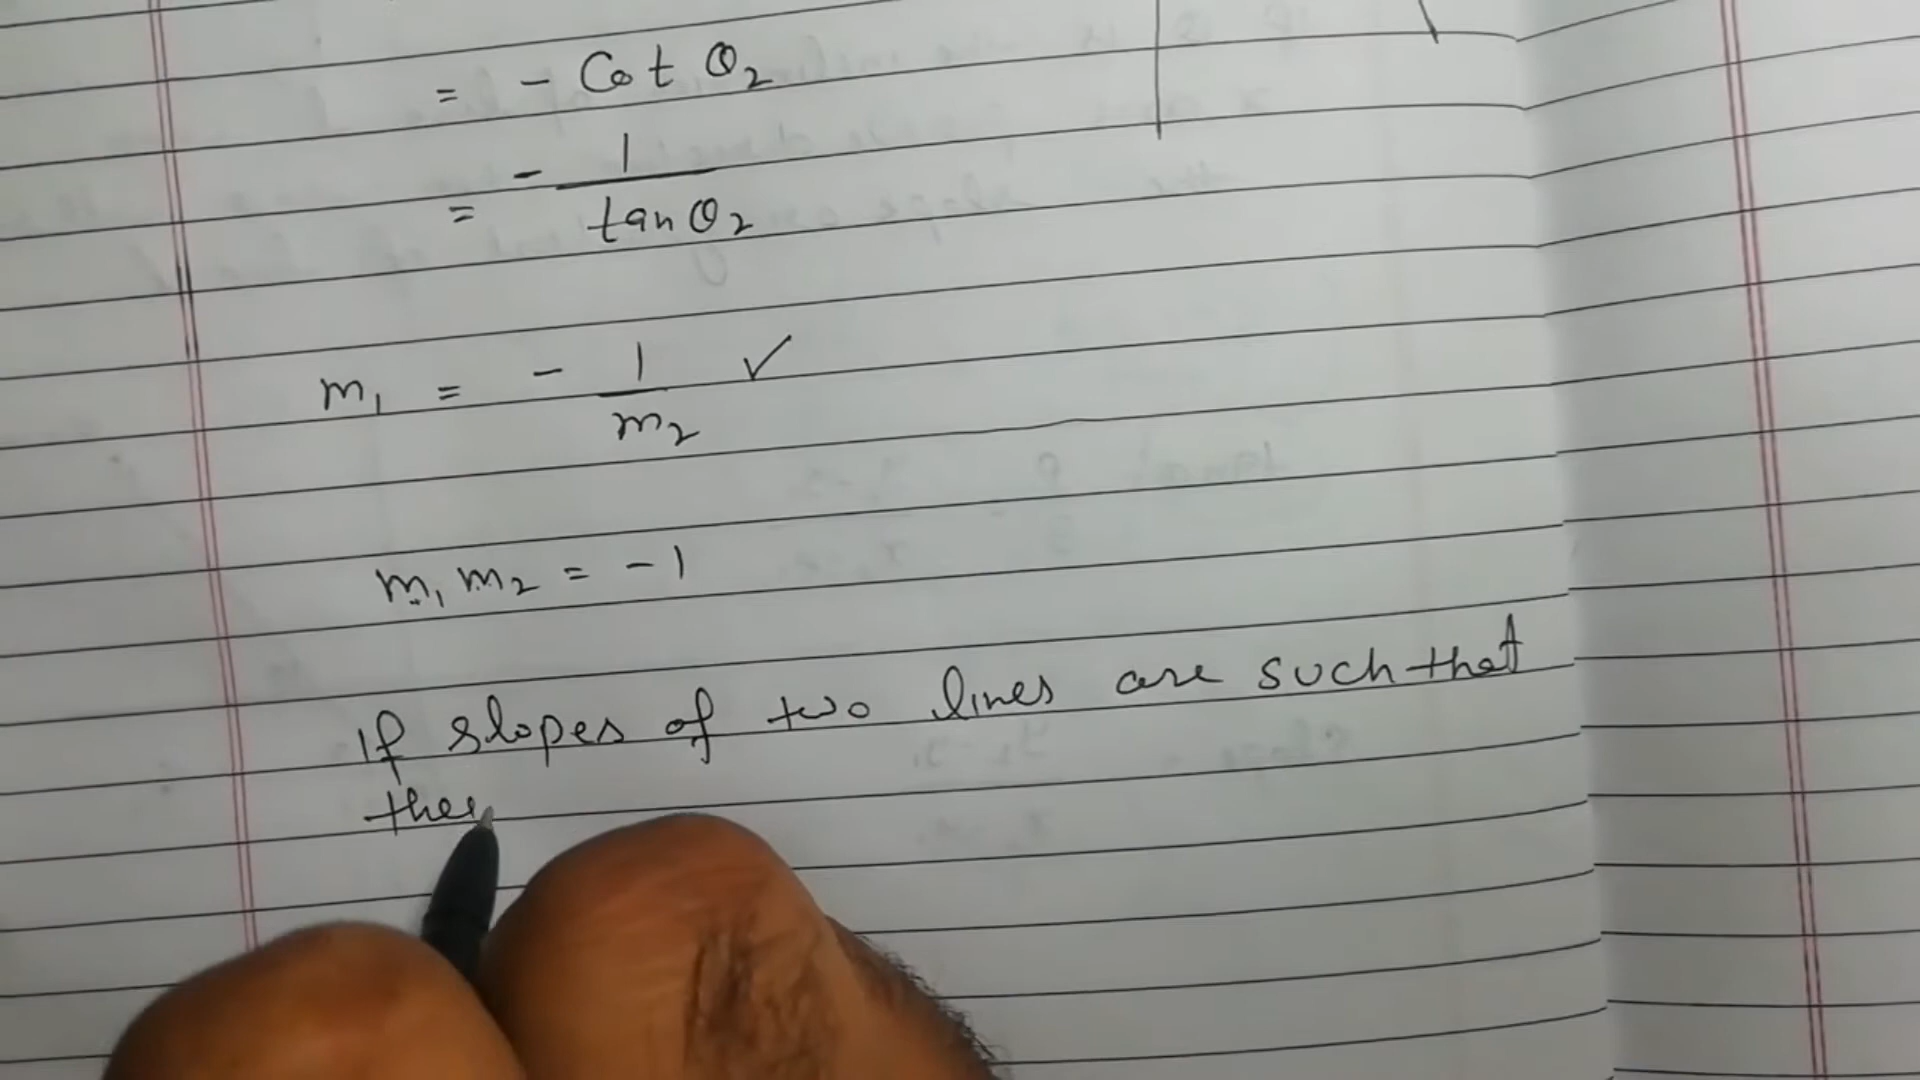 = - Cot θ2
= - 1/tan θ2
m1 = - 1/m2 ✓
m1 m2 = -1
If slopes of two lines are such that
their